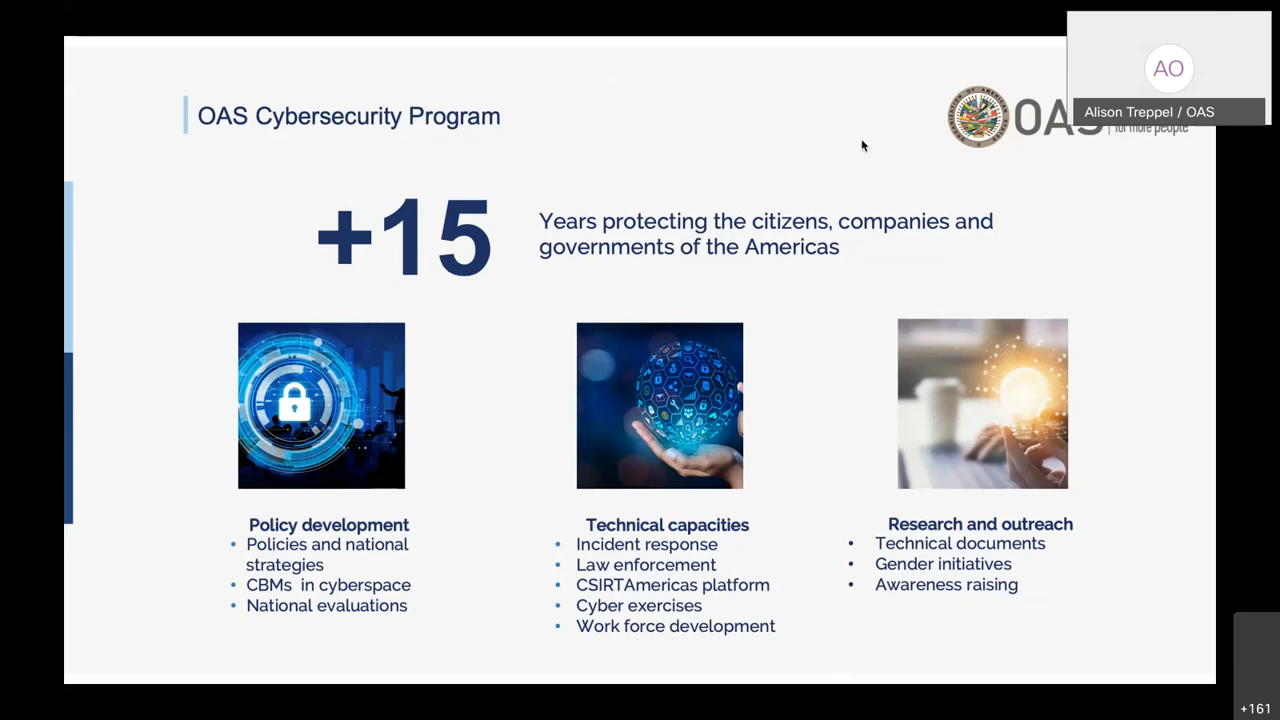 AO
Alison Treppel / OAS
OAS Cybersecurity Program
OAS
for more people
+15
Years protecting the citizens, companies and
governments of the Americas
Policy development
• Policies and national
strategies
• CBMs in cyberspace
• National evaluations
Technical capacities
• Incident response
• Law enforcement
• CSIRTAmericas platform
• Cyber exercises
• Work force development
Research and outreach
• Technical documents
• Gender initiatives
• Awareness raising
+161